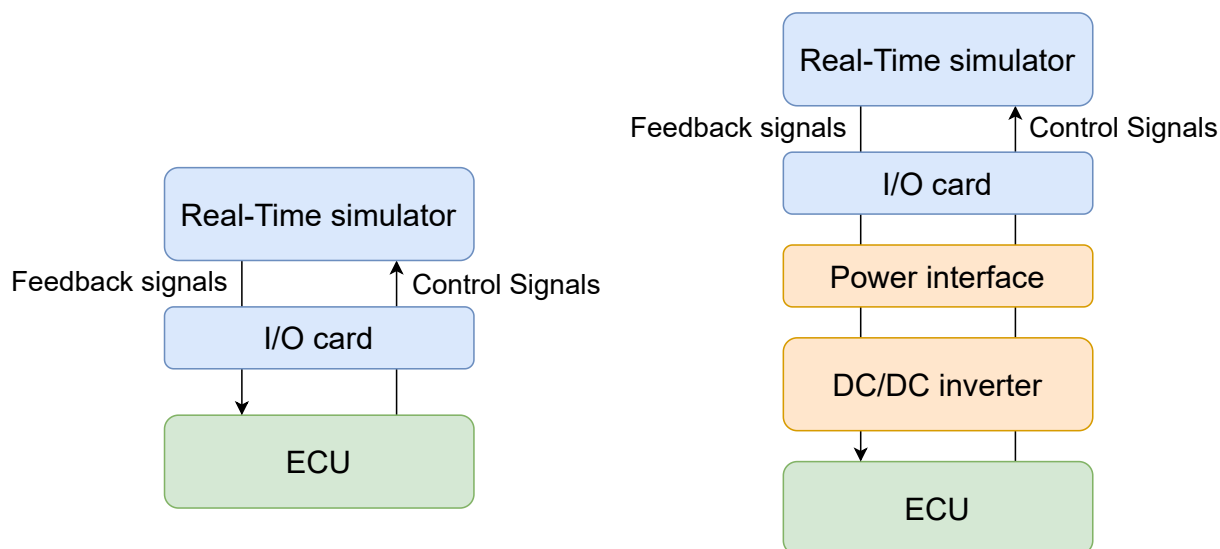 Real-Time simulator
Feedback signals
Control Signals
I/O card
ECU
Real-Time simulator
Feedback signals
Control Signals
I/O card
Power interface
DC/DC inverter
ECU